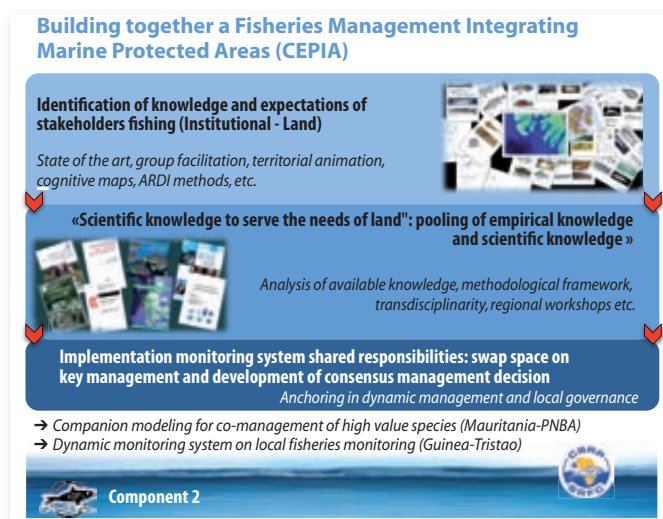 Building together a Fisheries Management Integrating
Marine Protected Areas (CEPIA)
Identification of knowledge and expectations of
stakeholders fishing (Institutional - Land)
State of the art, group facilitation, territorial animation,
cognitive maps, ARDI methods, etc.
«Scientific knowledge to serve the needs of land": pooling of empirical knowledge
and scientific knowledge »
Analysis of available knowledge, methodological framework,
transdisciplinarity, regional workshops etc.
Implementation monitoring system shared responsibilities: swap space on
key management and development of consensus management decision
Anchoring in dynamic management and local governance
➔ Companion modeling for co-management of high value species (Mauritania-PNBA)
➔ Dynamic monitoring system on local fisheries monitoring (Guinea-Tristao)
CSRP
SRFC
Component 2